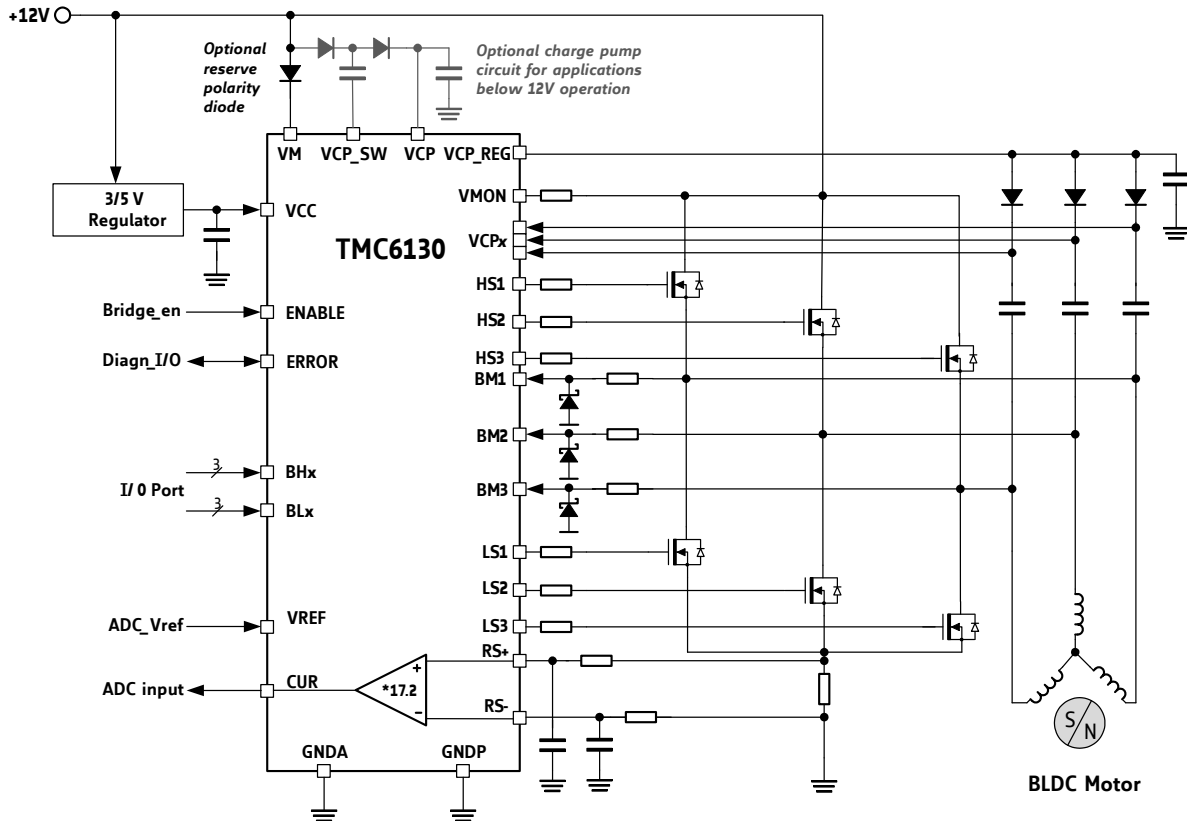 +12V
Optional
reserve
polarity
diode
Optional charge pump
circuit for applications
below 12V operation
VM
VCP_SW
VCP
VCP_REG
3/5 V
Regulator
VCC
VMON
VCPx
TMC6130
HS1
Bridge_en
ENABLE
HS2
Diagn_I/O
ERROR
HS3
BM1
BM2
3
BHx
I/0 Port
BM3
3
BLx
LS1
LS2
ADC_Vref
VREF
LS3
RS+
+
ADC input
CUR
*17.2
–
RS-
S/N
GNDA
GNDP
BLDC Motor